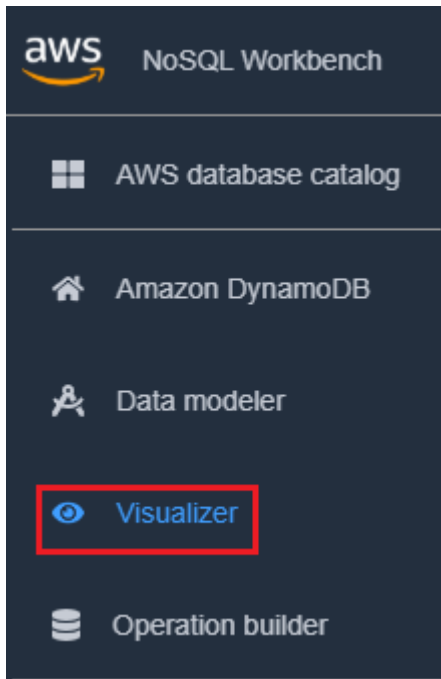 aws NoSQL Workbench
AWS database catalog
Amazon DynamoDB
Data modeler
Visualizer
Operation builder